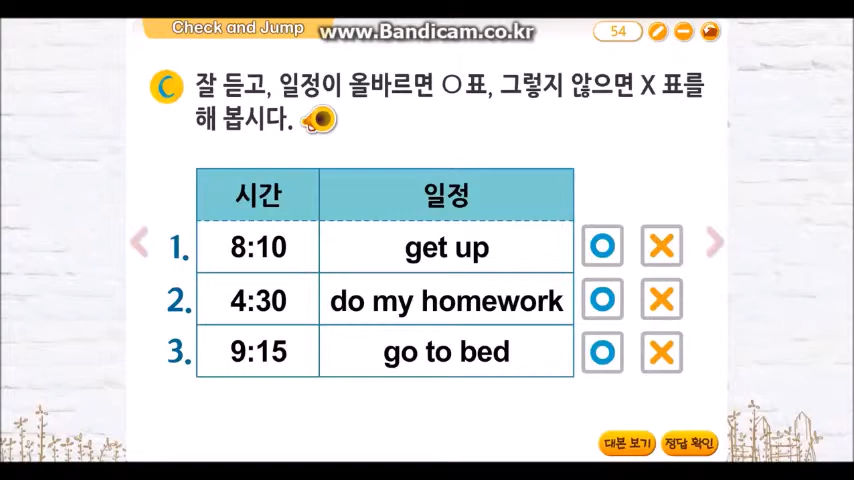 Check and Jump
www.Bandicam.co.kr
54
C 잘 듣고, 일정이 올바르면 O표, 그렇지 않으면 X 표를
해 봅시다.
시간 일정
1. 8:10 get up O X
2. 4:30 do my homework O X
3. 9:15 go to bed O X
대본 보기 정답 확인